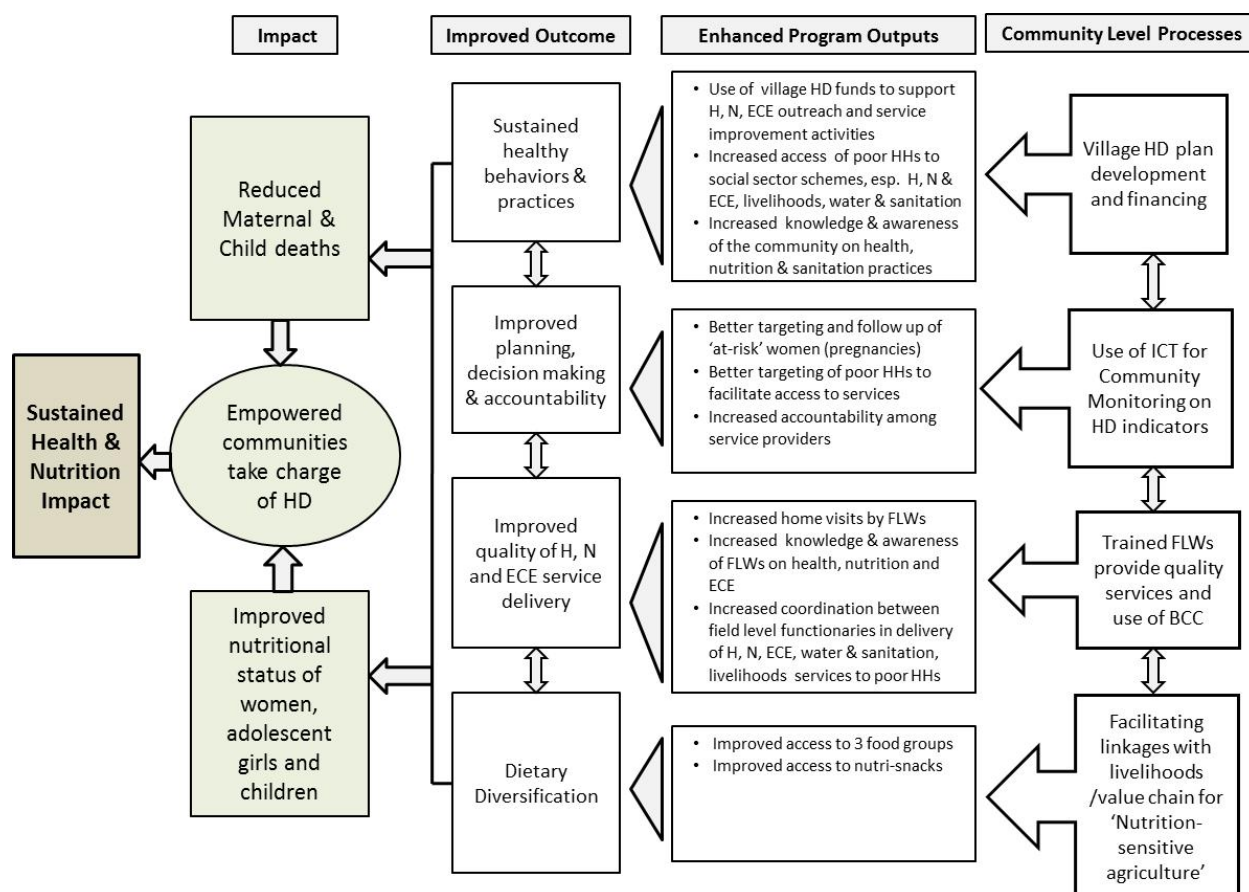 Impact
Improved Outcome
Enhanced Program Outputs
Community Level Processes
Sustained
Health &
Nutrition
Impact
Reduced
Maternal &
Child deaths
Empowered
communities
take charge
of HD
Improved
nutritional
status of
women,
adolescent
girls and
children
Sustained
healthy
behaviors &
practices
Improved
planning,
decision making
& accountability
Improved
quality of H, N
and ECE service
delivery
Dietary
Diversification
• Use of village HD funds to support
H, N, ECE outreach and service
improvement activities
• Increased access of poor HHs to
social sector schemes, esp. H, N &
ECE, livelihoods, water & sanitation
• Increased knowledge & awareness
of the community on health,
nutrition & sanitation practices
• Better targeting and follow up of
‘at-risk’ women (pregnancies)
• Better targeting of poor HHs to
facilitate access to services
• Increased accountability among
service providers
• Increased home visits by FLWs
• Increased knowledge & awareness
of FLWs on health, nutrition and
ECE
• Increased coordination between
field level functionaries in delivery
of H, N, ECE, water & sanitation,
livelihoods services to poor HHs
• Improved access to 3 food groups
• Improved access to nutri-snacks
Village HD plan
development
and financing
Use of ICT for
Community
Monitoring on
HD indicators
Trained FLWs
provide quality
services and
use of BCC
Facilitating
linkages with
livelihoods
/value chain for
‘Nutrition-
sensitive
agriculture’